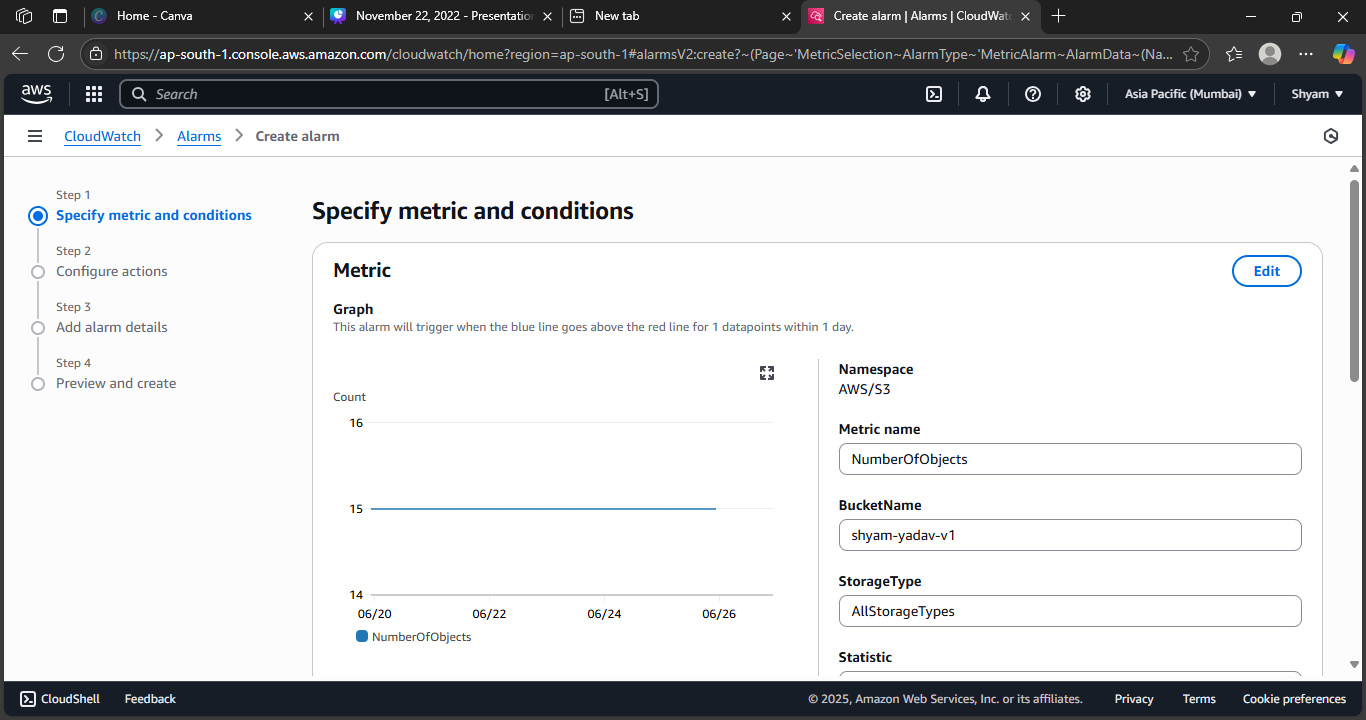 Home - Canva
November 22, 2022 - Presentation
New tab
Create alarm | Alarms | CloudWat
https://ap-south-1.console.aws.amazon.com/cloudwatch/home?region=ap-south-1#alarmsV2:create?~(Page~'MetricSelection~AlarmType~'MetricAlarm~AlarmData~(Na...
aws
Search
[Alt+S]
Asia Pacific (Mumbai)
Shyam
CloudWatch
Alarms
Create alarm
Step 1
Specify metric and conditions
Step 2
Configure actions
Step 3
Add alarm details
Step 4
Preview and create
Specify metric and conditions
Metric
Edit
Graph
This alarm will trigger when the blue line goes above the red line for 1 datapoints within 1 day.
Count
16
15
14
06/20
06/22
06/24
06/26
NumberOfObjects
Namespace
AWS/S3
Metric name
NumberOfObjects
BucketName
shyam-yadav-v1
StorageType
AllStorageTypes
Statistic
CloudShell
Feedback
© 2025, Amazon Web Services, Inc. or its affiliates.
Privacy
Terms
Cookie preferences